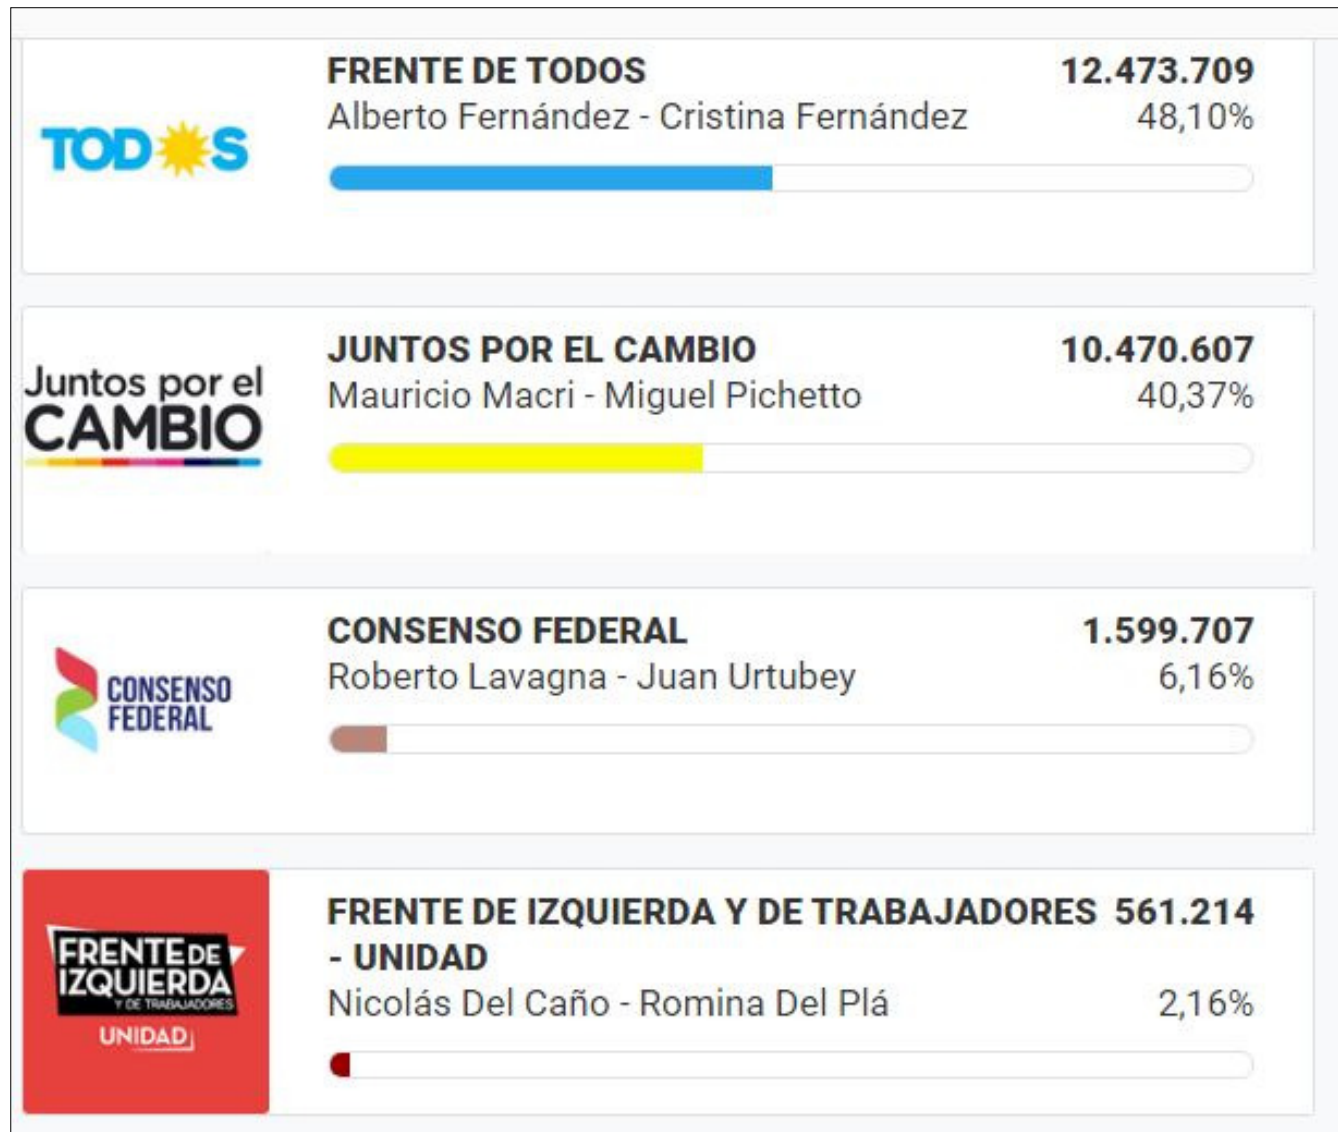 TODOS
FRENTE DE TODOS 12.473.709
Alberto Fernández - Cristina Fernández 48,10%
Juntos por el
CAMBIO
JUNTOS POR EL CAMBIO 10.470.607
Mauricio Macri - Miguel Pichetto 40,37%
CONSENSO
FEDERAL
CONSENSO FEDERAL 1.599.707
Roberto Lavagna - Juan Urtubey 6,16%
FRENTE DE
IZQUIERDA
Y DE TRABAJADORES
UNIDAD
FRENTE DE IZQUIERDA Y DE TRABAJADORES 561.214
- UNIDAD
Nicolás Del Caño - Romina Del Plá 2,16%